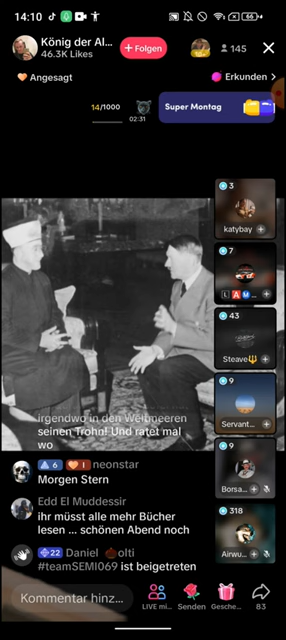 14:10
66
König der Al...
46.3K Likes
+ Folgen
145
Angesagt
Erkunden >
14/1000
02:31
Super Montag
3
katybay
7
LAM...
43
Steave
9
Servant...
9
Borsa...
318
Airwu...
irgendwo in den Weltmeeren
seinen Trohn! Und ratet mal
wo
6 1 neonstar
Morgen Stern
Edd El Muddessir
ihr müsst alle mehr Bücher
lesen ... schönen Abend noch
22 Daniel olti
#teamSEMI069 ist beigetreten
Kommentar hinz...
LIVE mi...
Senden
Gesche...
83